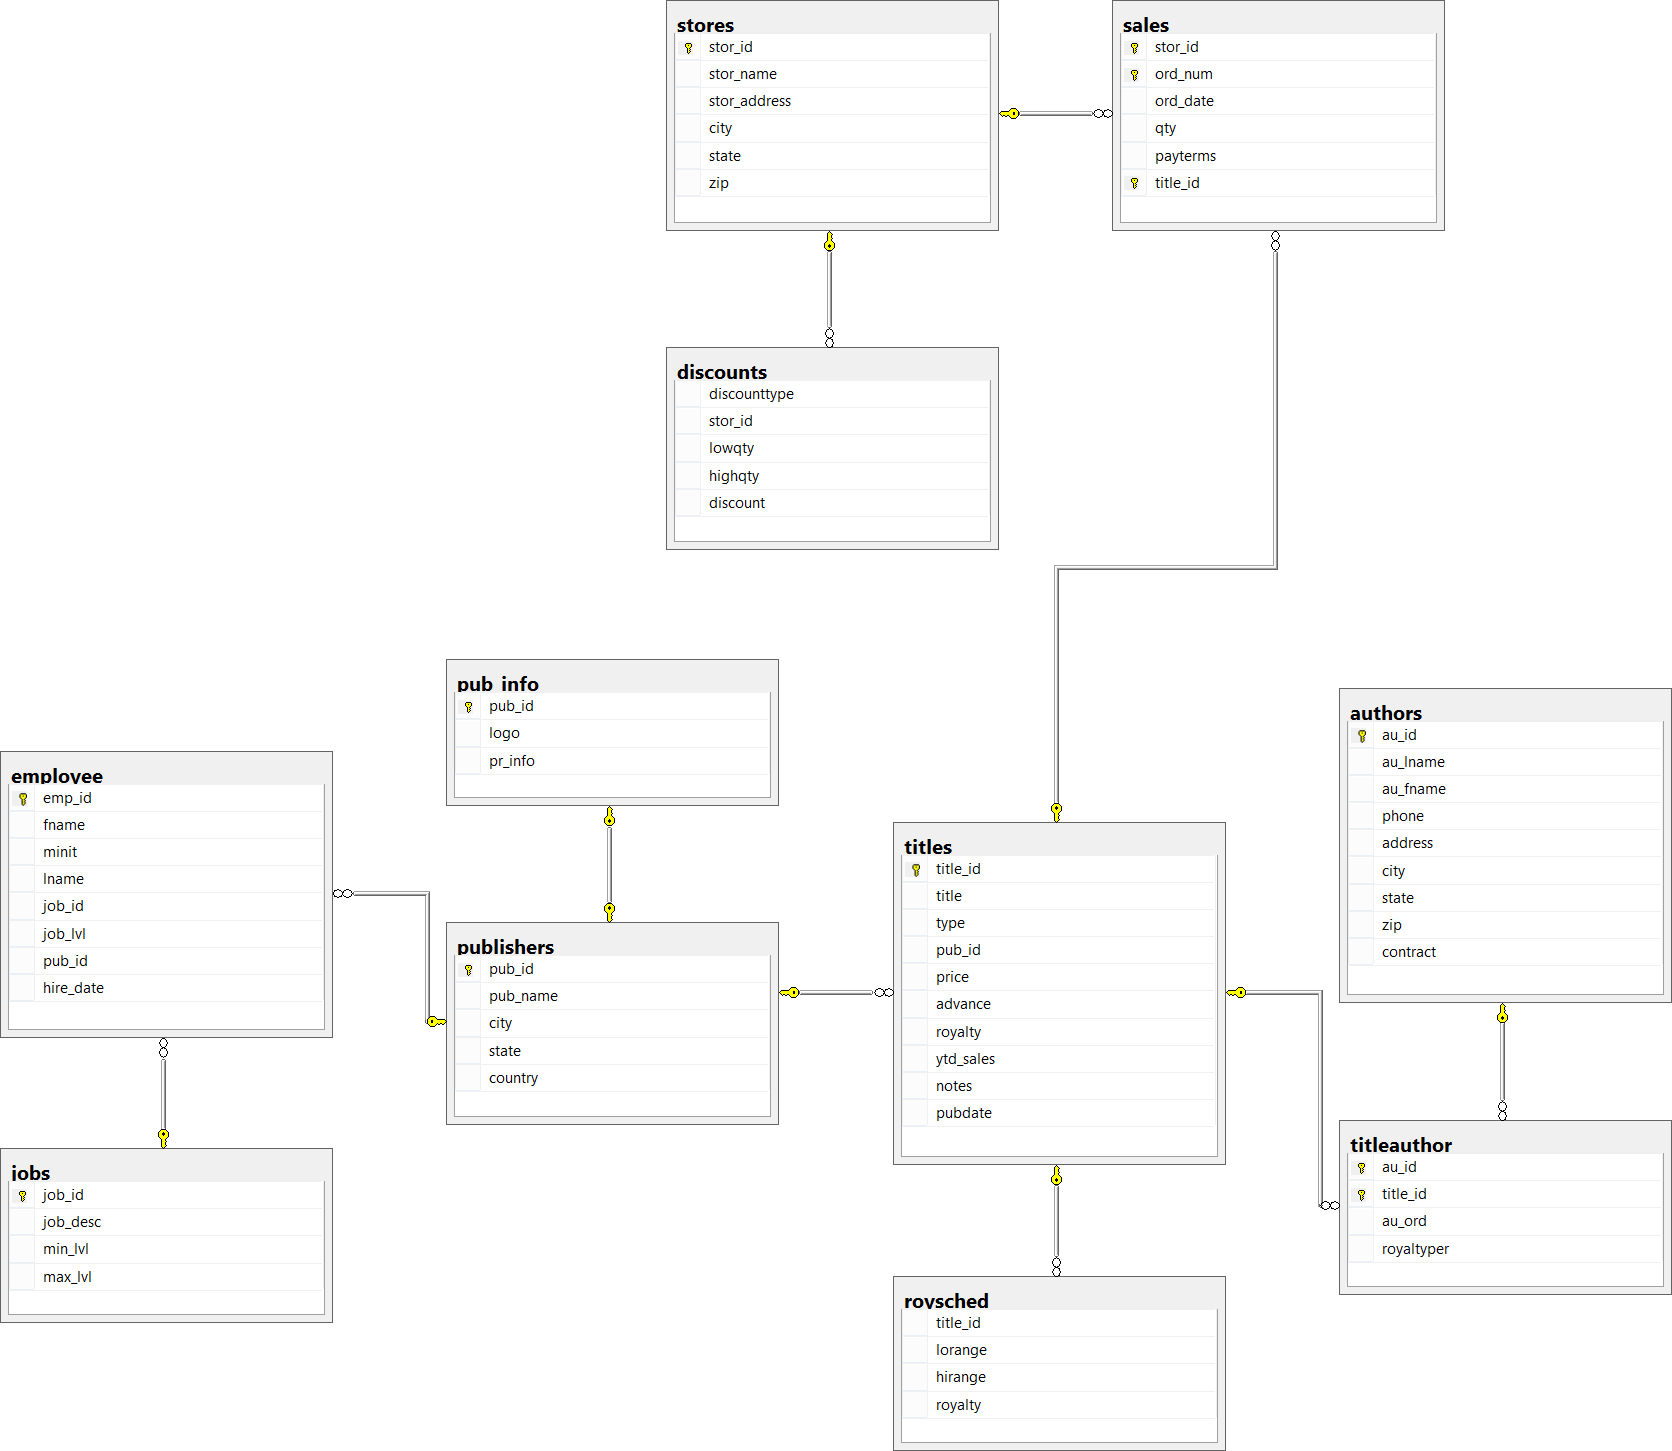 stores
stor_id
stor_name
stor_address
city
state
zip
sales
stor_id
ord_num
ord_date
qty
payterms
title_id
discounts
discounttype
stor_id
lowqty
highqty
discount
pub_info
pub_id
logo
pr_info
authors
au_id
au_lname
au_fname
phone
address
city
state
zip
contract
employee
emp_id
fname
minit
lname
job_id
job_lvl
pub_id
hire_date
titles
title_id
title
type
pub_id
price
advance
royalty
ytd_sales
notes
pubdate
publishers
pub_id
pub_name
city
state
country
titleauthor
au_id
title_id
au_ord
royaltyper
jobs
job_id
job_desc
min_lvl
max_lvl
roysched
title_id
lorange
hirange
royalty